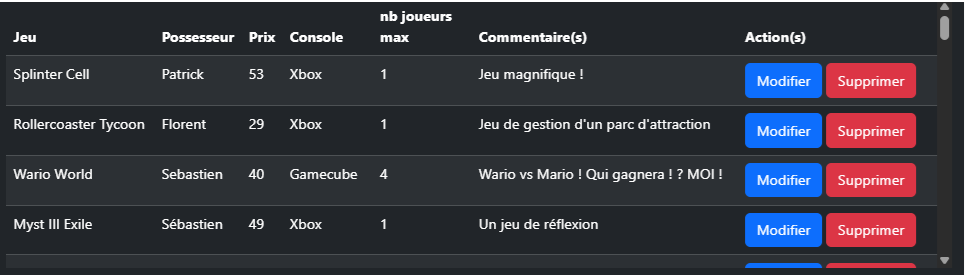 Jeu Possesseur Prix Console nb joueurs max Commentaire(s) Action(s)
Splinter Cell Patrick 53 Xbox 1 Jeu magnifique ! Modifier Supprimer
Rollercoaster Tycoon Florent 29 Xbox 1 Jeu de gestion d'un parc d'attraction Modifier Supprimer
Wario World Sebastien 40 Gamecube 4 Wario vs Mario ! Qui gagnera ! ? MOI ! Modifier Supprimer
Myst III Exile Sébastien 49 Xbox 1 Un jeu de réflexion Modifier Supprimer